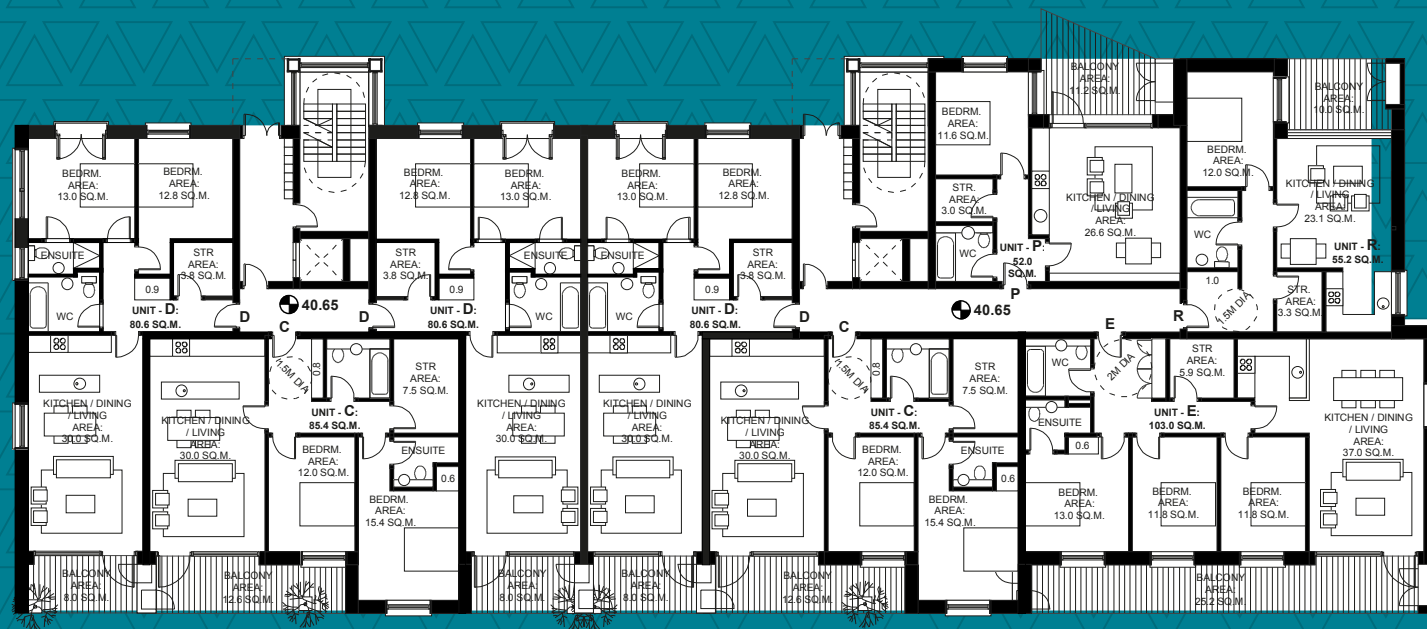 BALCONY
AREA:
11.2 SQ.M.
BALCONY
AREA:
10.0 SQ.M.
BEDRM.
AREA:
11.6 SQ.M.
BEDRM.
AREA:
12.0 SQ.M.
BEDRM.
AREA:
13.0 SQ.M.
BEDRM.
AREA:
12.8 SQ.M.
BEDRM.
AREA:
12.8 SQ.M.
BEDRM.
AREA:
13.0 SQ.M.
BEDRM.
AREA:
13.0 SQ.M.
BEDRM.
AREA:
12.8 SQ.M.
STR.
AREA:
3.0 SQ.M.
KITCHEN / DINING
/ LIVING
AREA:
26.6 SQ.M.
KITCHEN / DINING
/ LIVING
AREA:
23.1 SQ.M.
ENSUITE
STR
AREA:
3.8 SQ.M.
STR
AREA:
3.8 SQ.M.
ENSUITE
ENSUITE
STR
AREA:
3.8 SQ.M.
WC
UNIT - P:
52.0
SQ.M.
WC
UNIT - R:
55.2 SQ.M.
0.9
0.9
0.9
1.0
1.5M DIA
STR.
AREA:
3.3 SQ.M.
WC
UNIT - D:
80.6 SQ.M.
D
C
40.65
D
UNIT - D:
80.6 SQ.M.
WC
WC
UNIT - D:
80.6 SQ.M.
D
C
40.65
P
E
R
KITCHEN / DINING
/ LIVING
AREA:
30.0 SQ.M.
KITCHEN / DINING
/ LIVING
AREA:
30.0 SQ.M.
1.5M DIA
0.8
STR
AREA:
7.5 SQ.M.
UNIT - C:
85.4 SQ.M.
KITCHEN / DINING
/ LIVING
AREA:
30.0 SQ.M.
KITCHEN / DINING
/ LIVING
AREA:
30.0 SQ.M.
KITCHEN / DINING
/ LIVING
AREA:
30.0 SQ.M.
1.5M DIA
0.8
STR
AREA:
7.5 SQ.M.
UNIT - C:
85.4 SQ.M.
WC
2M DIA
STR
AREA:
5.9 SQ.M.
UNIT - E:
103.0 SQ.M.
KITCHEN / DINING
/ LIVING
AREA:
37.0 SQ.M.
BEDRM.
AREA:
12.0 SQ.M.
ENSUITE
0.6
BEDRM.
AREA:
15.4 SQ.M.
BEDRM.
AREA:
12.0 SQ.M.
ENSUITE
0.6
BEDRM.
AREA:
15.4 SQ.M.
ENSUITE
0.6
BEDRM.
AREA:
13.0 SQ.M.
BEDRM.
AREA:
11.8 SQ.M.
BEDRM.
AREA:
11.8 SQ.M.
BALCONY
AREA:
8.0 SQ.M.
BALCONY
AREA:
12.6 SQ.M.
BALCONY
AREA:
8.0 SQ.M.
BALCONY
AREA:
8.0 SQ.M.
BALCONY
AREA:
12.6 SQ.M.
BALCONY
AREA:
25.2 SQ.M.